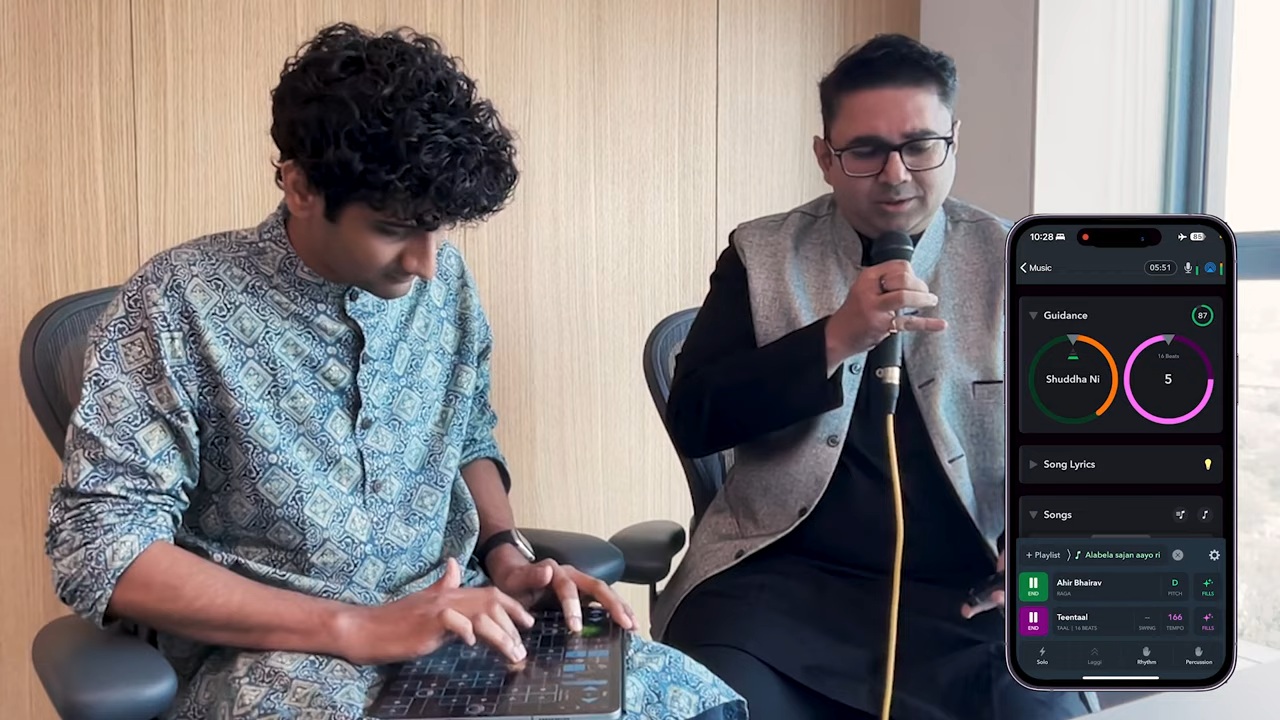 10:28 85
Music 05:51
Guidance 87
Shuddha Ni
16 Beats
5
Song Lyrics
Songs
+ Playlist Alabela sajan aayo ri
END Ahir Bhairav D
RAGA PITCH FILLS
END Teentaal -- 166
TAAL | 16 BEATS SWING TEMPO FILLS
Solo Laggi Rhythm Percussion